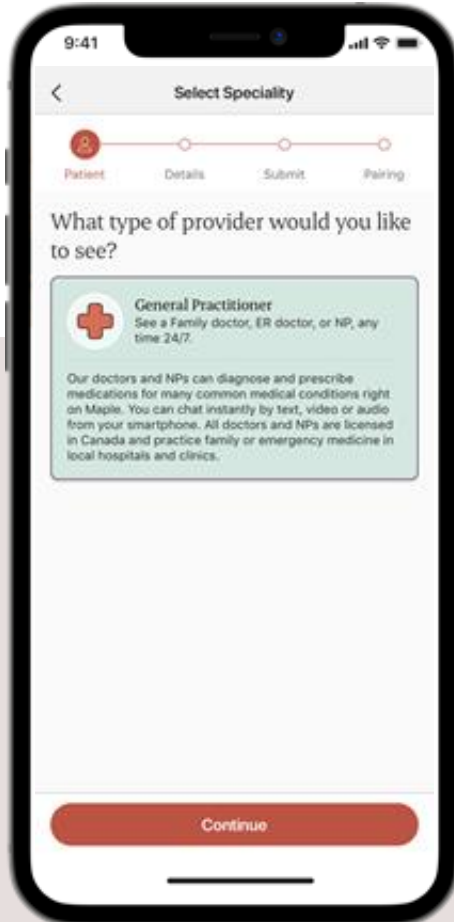 9:41
Select Speciality
Patient
Details
Submit
Pairing
What type of provider would you like
to see?
General Practitioner
See a Family doctor, ER doctor, or NP, any
time 24/7.
Our doctors and NPs can diagnose and prescribe
medications for many common medical conditions right
on Maple. You can chat instantly by text, video or audio
from your smartphone. All doctors and NPs are licensed
in Canada and practice family or emergency medicine in
local hospitals and clinics.
Continue